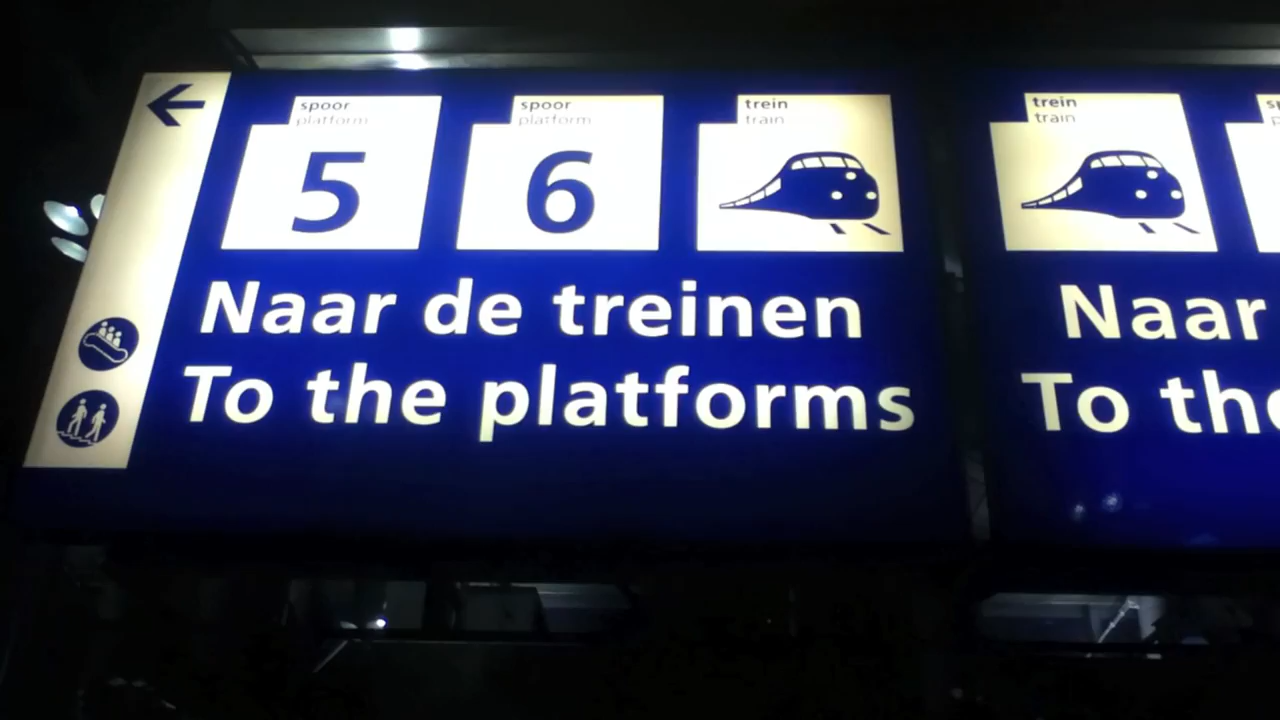 spoor
platform
5
spoor
platform
6
trein
train
Naar de treinen
To the platforms
trein
train
Naar
To the